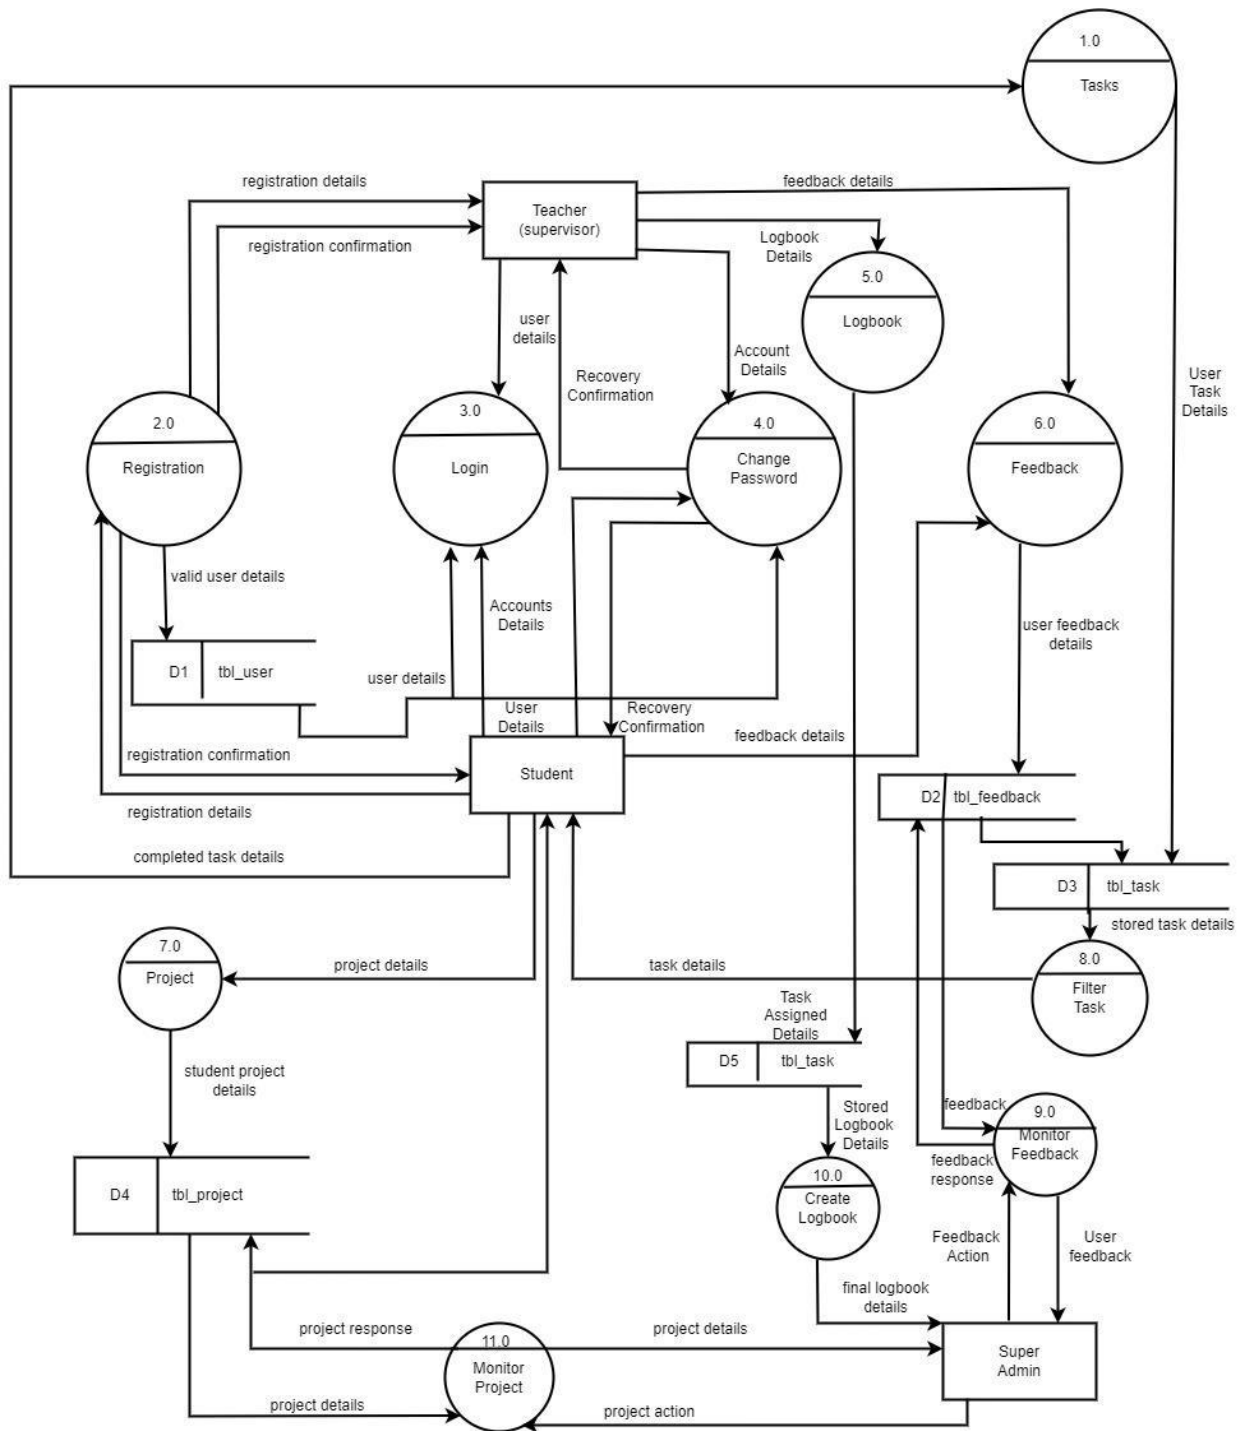 1.0
Tasks
registration details
feedback details
Teacher
(supervisor)
registration confirmation
Logbook
Details
5.0
Logbook
user
details
Account
Details
Recovery
Confirmation
User
Task
Details
2.0
Registration
3.0
Login
4.0
Change
Password
6.0
Feedback
valid user details
Accounts
Details
user feedback
details
D1
tbl_user
user details
User
Details
Recovery
Confirmation
feedback details
registration confirmation
Student
registration details
D2
tbl_feedback
completed task details
D3
tbl_task
stored task details
7.0
Project
project details
task details
8.0
Filter
Task
Task
Assigned
Details
D5
tbl_task
student project
details
Stored
Logbook
Details
feedback
9.0
Monitor
Feedback
feedback
response
D4
tbl_project
10.0
Create
Logbook
Feedback
Action
User
feedback
final logbook
details
project response
project details
11.0
Monitor
Project
Super
Admin
project details
project action